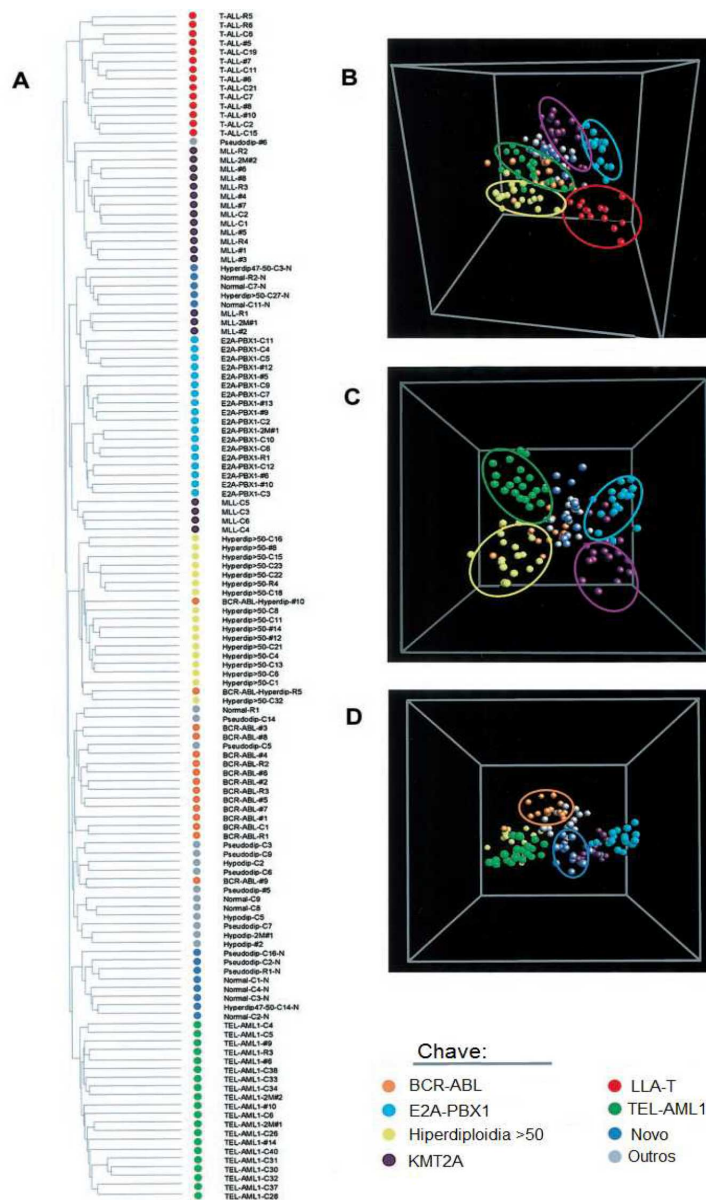 A
T-ALL-R5
T-ALL-R6
T-ALL-C6
T-ALL-#5
T-ALL-C19
T-ALL-#7
T-ALL-C11
T-ALL-#6
T-ALL-C21
T-ALL-C7
T-ALL-#8
T-ALL-#10
T-ALL-C2
T-ALL-C15
Pseudodip-#6
MLL-R2
MLL-2M#2
MLL-#6
MLL-#8
MLL-R3
MLL-#4
MLL-#7
MLL-C2
MLL-C1
MLL-#5
MLL-R4
MLL-#1
MLL-#3
Hyperdip47-50-C3-N
Normal-R2-N
Normal-C7-N
Hyperdip>50-C27-N
Normal-C11-N
MLL-R1
MLL-2M#1
MLL-#2
E2A-PBX1-C11
E2A-PBX1-C4
E2A-PBX1-C5
E2A-PBX1-#12
E2A-PBX1-#5
E2A-PBX1-C9
E2A-PBX1-C7
E2A-PBX1-#13
E2A-PBX1-#9
E2A-PBX1-C2
E2A-PBX1-2M#1
E2A-PBX1-C10
E2A-PBX1-C6
E2A-PBX1-R1
E2A-PBX1-C12
E2A-PBX1-#6
E2A-PBX1-#10
E2A-PBX1-C3
MLL-C5
MLL-C3
MLL-C6
MLL-C4
Hyperdip>50-C16
Hyperdip>50-#8
Hyperdip>50-C15
Hyperdip>50-C23
Hyperdip>50-C22
Hyperdip>50-R4
Hyperdip>50-C18
BCR-ABL-Hyperdip-#10
Hyperdip>50-C8
Hyperdip>50-C11
Hyperdip>50-#14
Hyperdip>50-#12
Hyperdip>50-C21
Hyperdip>50-C4
Hyperdip>50-C13
Hyperdip>50-C6
Hyperdip>50-C1
BCR-ABL-Hyperdip-R5
Hyperdip>50-C32
Normal-R1
Pseudodip-C14
BCR-ABL-#3
BCR-ABL-#8
Pseudodip-C5
BCR-ABL-#4
BCR-ABL-R2
BCR-ABL-#6
BCR-ABL-#2
BCR-ABL-R3
BCR-ABL-#5
BCR-ABL-#7
BCR-ABL-#1
BCR-ABL-C1
BCR-ABL-R1
Pseudodip-C3
Pseudodip-C9
Hypodip-C2
Pseudodip-C6
BCR-ABL-#9
Pseudodip-#5
Normal-C9
Normal-C8
Hypodip-C5
Pseudodip-C7
Hypodip-2M#1
Hypodip-#2
Pseudodip-C16-N
Pseudodip-C2-N
Pseudodip-R1-N
Normal-C1-N
Normal-C4-N
Normal-C3-N
Hyperdip47-50-C14-N
Normal-C2-N
TEL-AML1-C4
TEL-AML1-C5
TEL-AML1-#9
TEL-AML1-R3
TEL-AML1-#6
TEL-AML1-C38
TEL-AML1-C33
TEL-AML1-C34
TEL-AML1-2M#2
TEL-AML1-#10
TEL-AML1-C6
TEL-AML1-2M#1
TEL-AML1-C26
TEL-AML1-#14
TEL-AML1-C40
TEL-AML1-C31
TEL-AML1-C30
TEL-AML1-C32
TEL-AML1-C37
TEL-AML1-C28
B
C
D
Chave:
BCR-ABL
E2A-PBX1
Hiperdiploidia >50
KMT2A
LLA-T
TEL-AML1
Novo
Outros